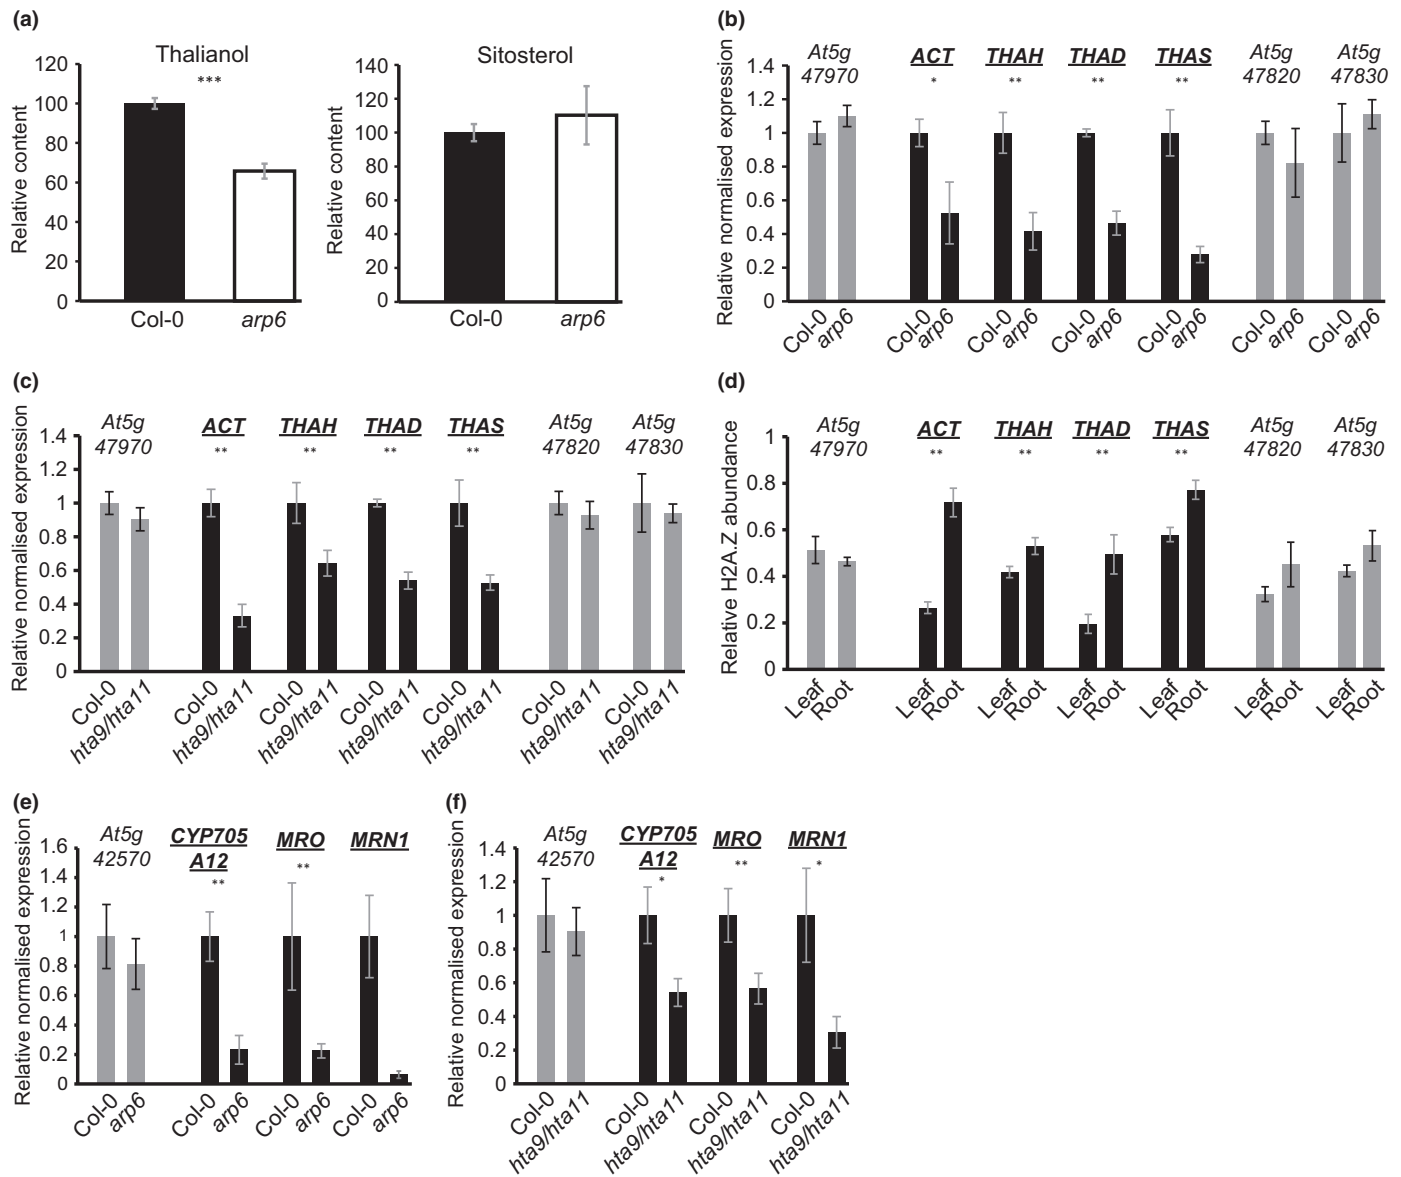 (a)
Thalianol
***
Relative content
120
100
80
60
40
20
0
Col-0 arp6
Sitosterol
Relative content
140
120
100
80
60
40
20
0
Col-0 arp6
(b)
Relative normalised expression
1.4
1.2
1
0.8
0.6
0.4
0.2
0
At5g ACT THAH THAD THAS At5g At5g
47970 * ** ** ** 47820 47830
Col-0 arp6 Col-0 arp6 Col-0 arp6 Col-0 arp6 Col-0 arp6 Col-0 arp6 Col-0 arp6
(c)
Relative normalised expression
1.4
1.2
1
0.8
0.6
0.4
0.2
0
At5g ACT THAH THAD THAS At5g At5g
47970 ** ** ** ** 47820 47830
Col-0 hta9/hta11 Col-0 hta9/hta11 Col-0 hta9/hta11 Col-0 hta9/hta11 Col-0 hta9/hta11 Col-0 hta9/hta11 Col-0 hta9/hta11
(d)
Relative H2A.Z abundance
1
0.8
0.6
0.4
0.2
0
At5g ACT THAH THAD THAS At5g At5g
47970 ** ** ** ** 47820 47830
Leaf Root Leaf Root Leaf Root Leaf Root Leaf Root Leaf Root Leaf Root
(e)
Relative normalised expression
1.6
1.4
1.2
1
0.8
0.6
0.4
0.2
0
At5g CYP705 MRO MRN1
42570 A12 **
**
Col-0 arp6 Col-0 arp6 Col-0 arp6 Col-0 arp6
(f)
Relative normalised expression
1.4
1.2
1
0.8
0.6
0.4
0.2
0
At5g CYP705 MRO MRN1
42570 A12 ** *
*
Col-0 hta9/hta11 Col-0 hta9/hta11 Col-0 hta9/hta11 Col-0 hta9/hta11